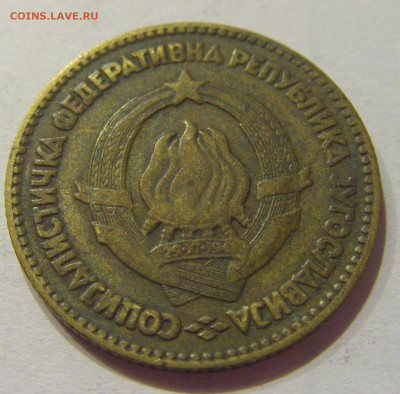 COINS.LAVE.RU
СОЦИЈАЛИСТИЧКА ФЕДЕРАТИВНА РЕПУБЛИКА ЈУГОСЛАВИЈА